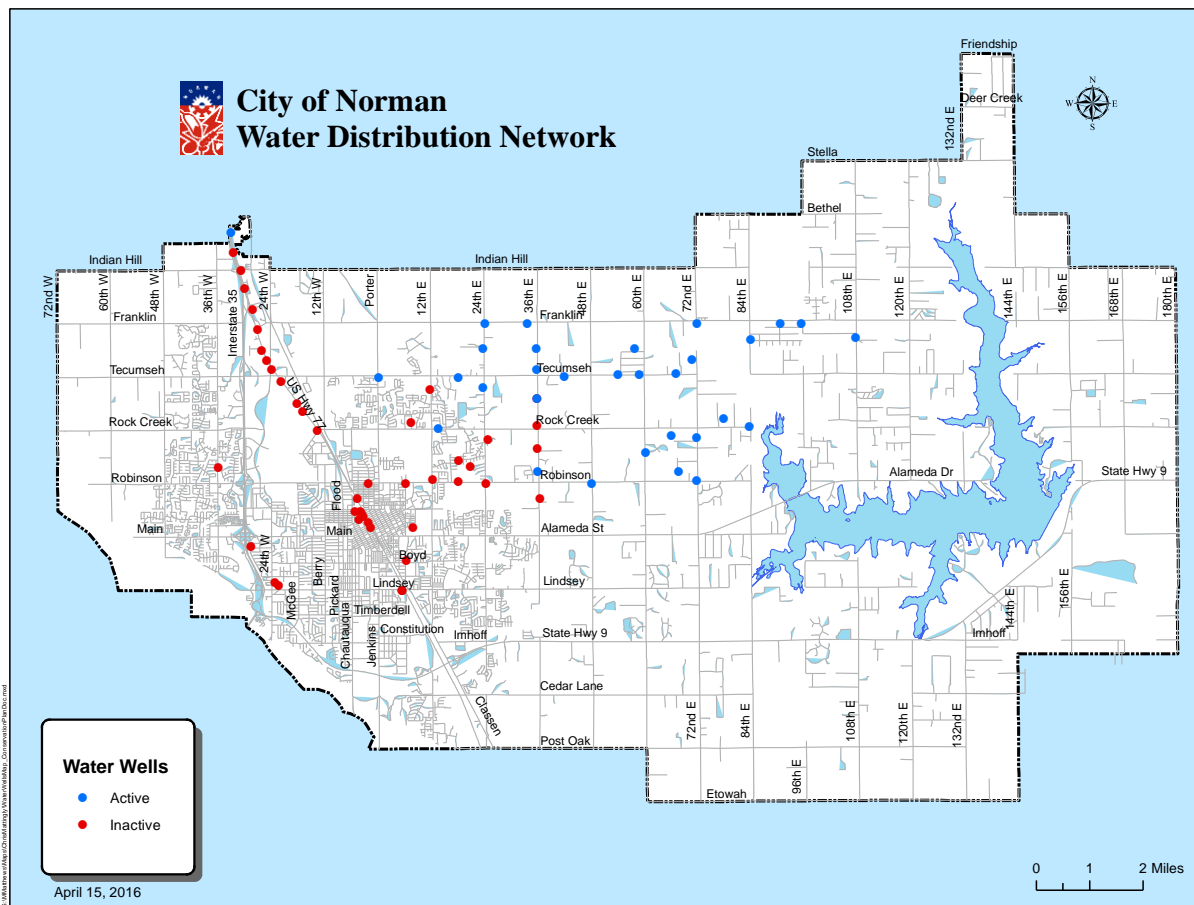 Friendship
Deer Creek
132nd E
City of Norman
Water Distribution Network
N
W E
S
Stella
Bethel
Indian Hill
Indian Hill
72nd W
60th W
48th W
36th W
Interstate 35
24th W
12th W
Porter
12th E
24th E
36th E
48th E
60th E
72nd E
84th E
108th E
120th E
144th E
156th E
168th E
180th E
Franklin
Franklin
Tecumseh
Tecumseh
US Hwy 77
Rock Creek
Rock Creek
Robinson
Robinson
Alameda Dr
State Hwy 9
Flood
Main
Main
Alameda St
24th W
Boyd
Berry
McGee
Pickard
Lindsey
Lindsey
Timberdell
Chautauqua
Jenkins
Constitution
Imhoff
State Hwy 9
144th E
156th E
Imhoff
Cedar Lane
Classen
72nd E
84th E
108th E
120th E
132nd E
Post Oak
96th E
Etowah
Water Wells
Active
Inactive
0 1 2 Miles
April 15, 2016